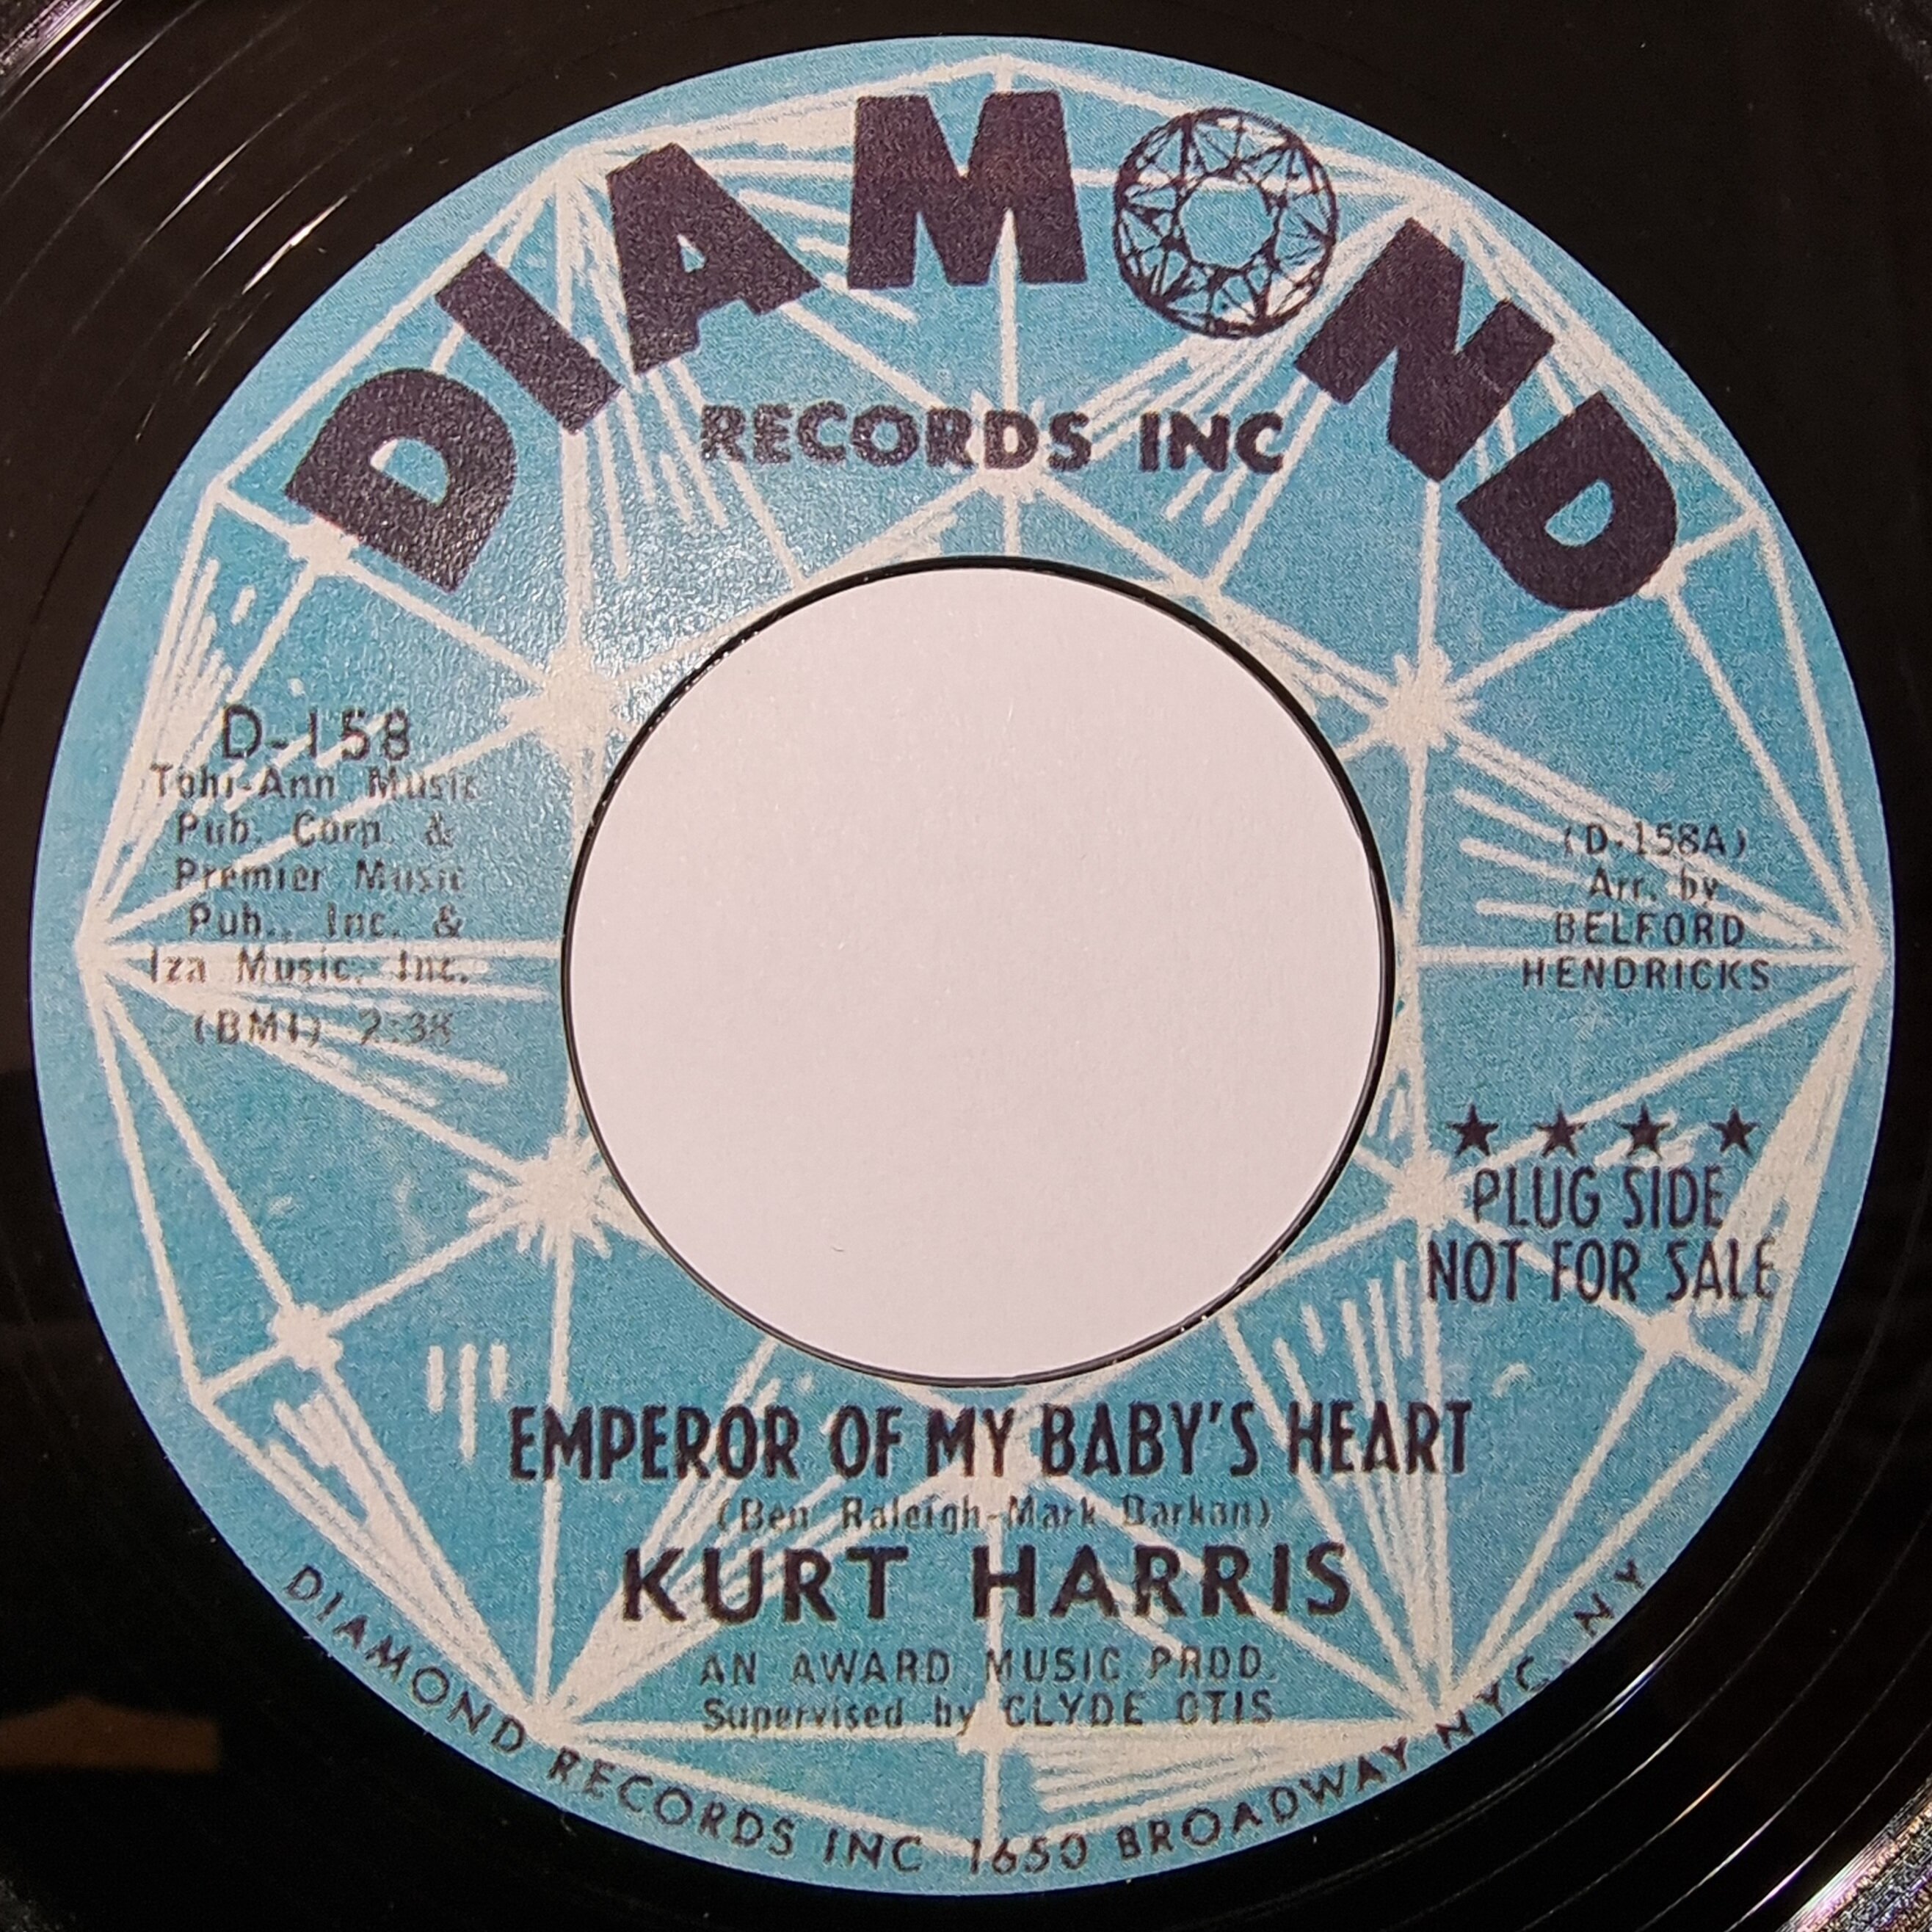 DIAMOND
RECORDS INC
D-158
Tobi-Ann Music
Pub. Corp. &
Premier Music
Pub., Inc. &
Iza Music, Inc.
(BMI) 2:38
(D-158A)
Arr. by
BELFORD
HENDRICKS
★ ★ ★ ★
PLUG SIDE
NOT FOR SALE
EMPEROR OF MY BABY'S HEART
(Ben Raleigh-Mark Barkan)
KURT HARRIS
AN AWARD MUSIC PROD.
Supervised by CLYDE OTIS
DIAMOND RECORDS INC 1650 BROADWAY NYC. NY